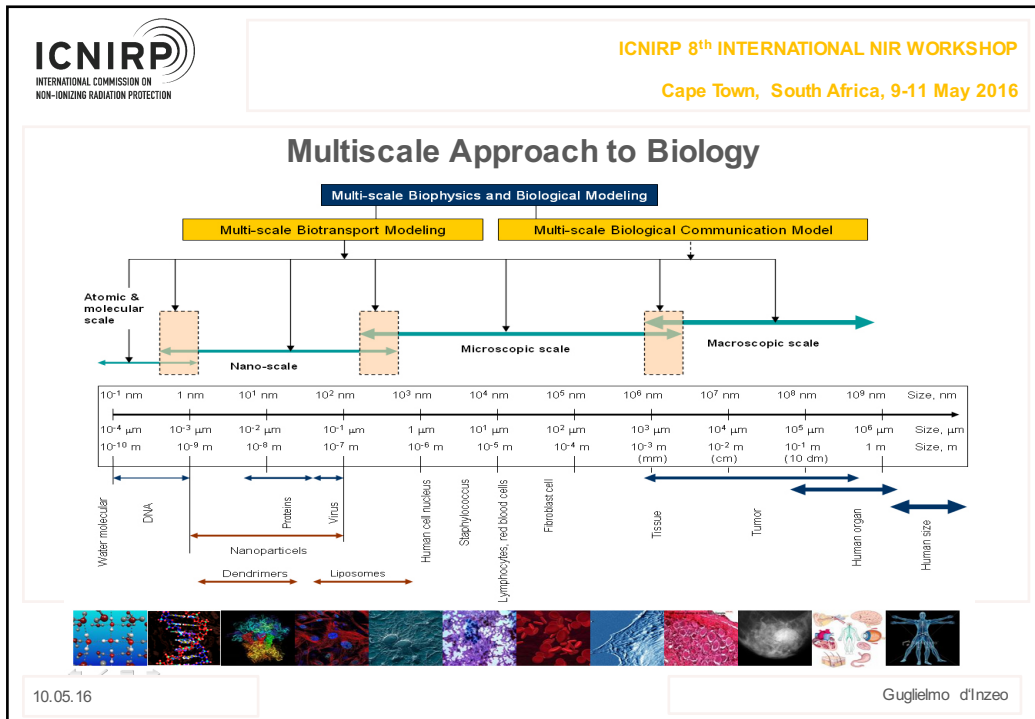 ICNIRP
INTERNATIONAL COMMISSION ON
NON-IONIZING RADIATION PROTECTION
ICNIRP 8th INTERNATIONAL NIR WORKSHOP
Cape Town, South Africa, 9-11 May 2016
Multiscale Approach to Biology
Multi-scale Biophysics and Biological Modeling
Multi-scale Biotransport Modeling
Multi-scale Biological Communication Model
Atomic &
molecular
scale
Nano-scale
Microscopic scale
Macroscopic scale
10-1 nm 1 nm 10¹ nm 10² nm 10³ nm 10⁴ nm 10⁵ nm 10⁶ nm 10⁷ nm 10⁸ nm 10⁹ nm Size, nm
10-4 μm 10-3 μm 10-2 μm 10-1 μm 1 μm 10¹ μm 10² μm 10³ μm 10⁴ μm 10⁵ μm 10⁶ μm Size, μm
10-10 m 10-9 m 10-8 m 10-7 m 10-6 m 10-5 m 10-4 m 10-3 m 10-2 m 10-1 m 1 m Size, m
(mm) (cm) (10 dm)
Water molecular
DNA
Proteins
Virus
Human cell nucleus
Staphylococcus
Lymphocytes, red blood cells
Fibroblast cell
Tissue
Tumor
Human organ
Human size
Nanoparticels
Dendrimers
Liposomes
10.05.16
Guglielmo d'Inzeo